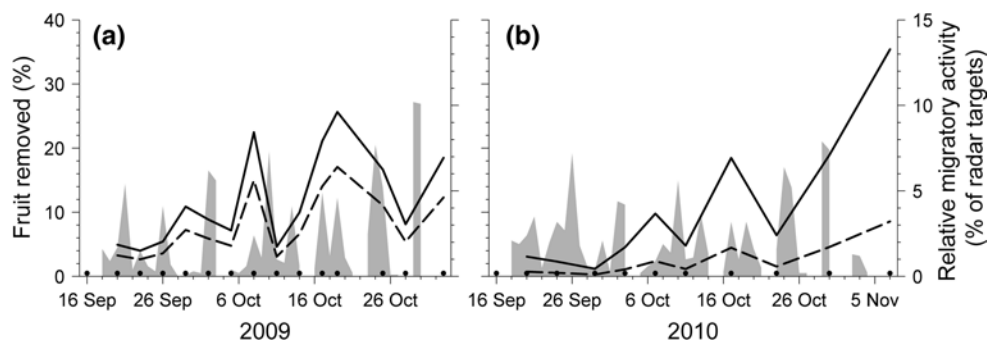 (a)
Fruit removed (%)
40
30
20
10
0
16 Sep 26 Sep 6 Oct 16 Oct 26 Oct
2009
(b)
16 Sep 26 Sep 6 Oct 16 Oct 26 Oct 5 Nov
2010
15
10
5
0
Relative migratory activity
(% of radar targets)